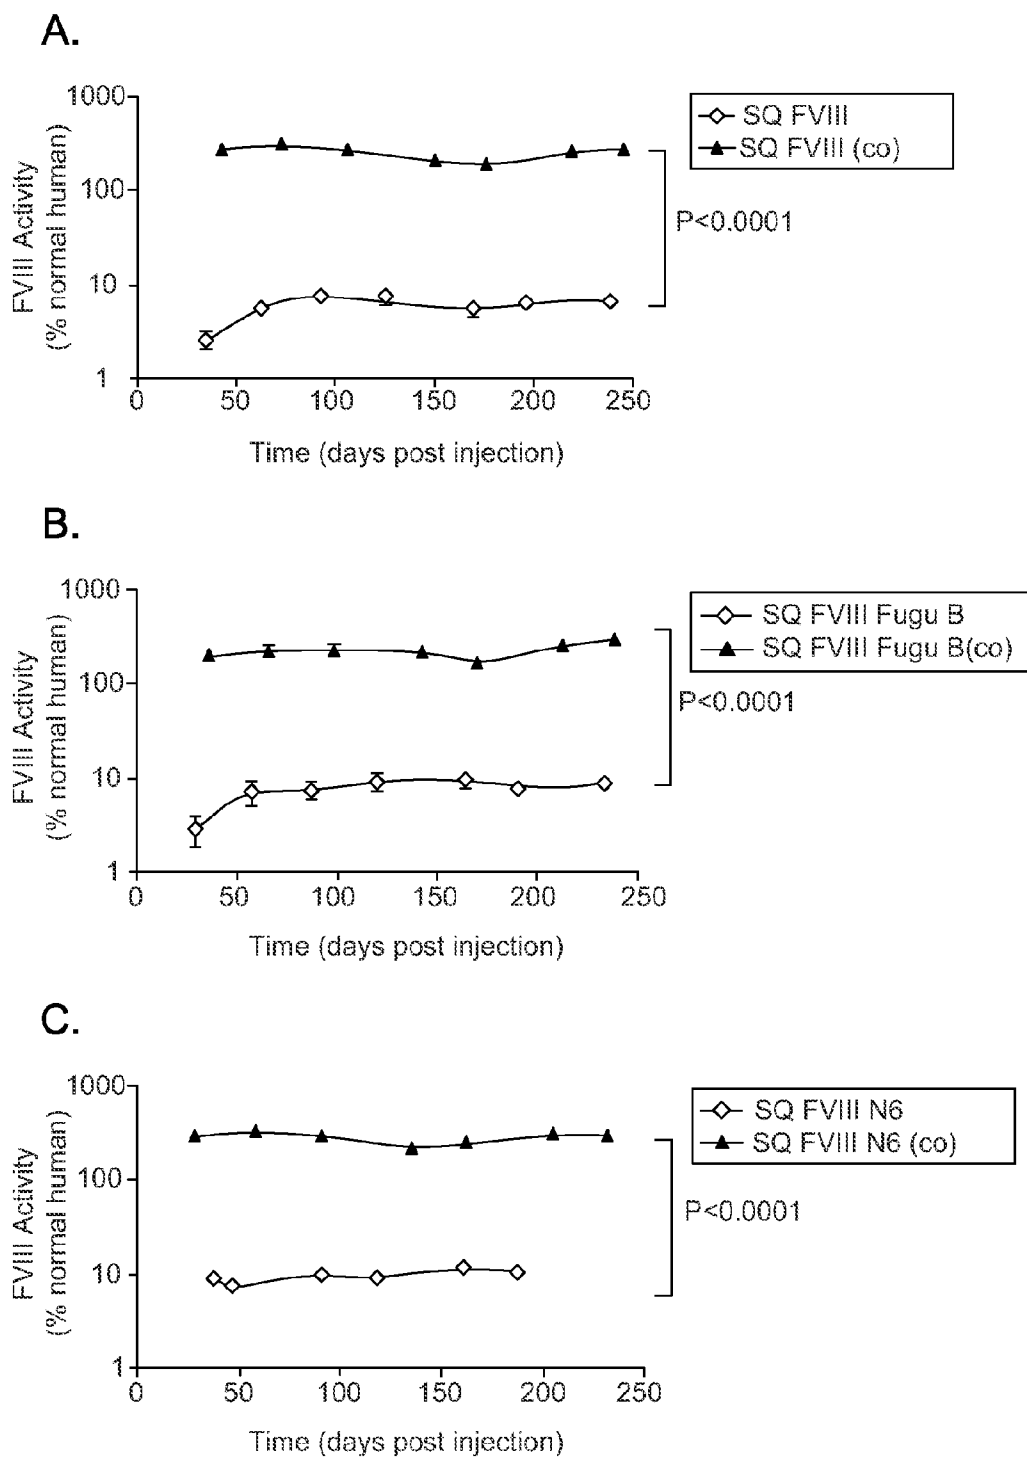 A.
1000
100
10
1
0 50 100 150 200 250
FVIII Activity
(% normal human)
Time (days post injection)
SQ FVIII
SQ FVIII (co)
P<0.0001
B.
1000
100
10
1
0 50 100 150 200 250
FVIII Activity
(% normal human)
Time (days post injection)
SQ FVIII Fugu B
SQ FVIII Fugu B(co)
P<0.0001
C.
1000
100
10
1
0 50 100 150 200 250
FVIII Activity
(% normal human)
Time (days post injection)
SQ FVIII N6
SQ FVIII N6 (co)
P<0.0001